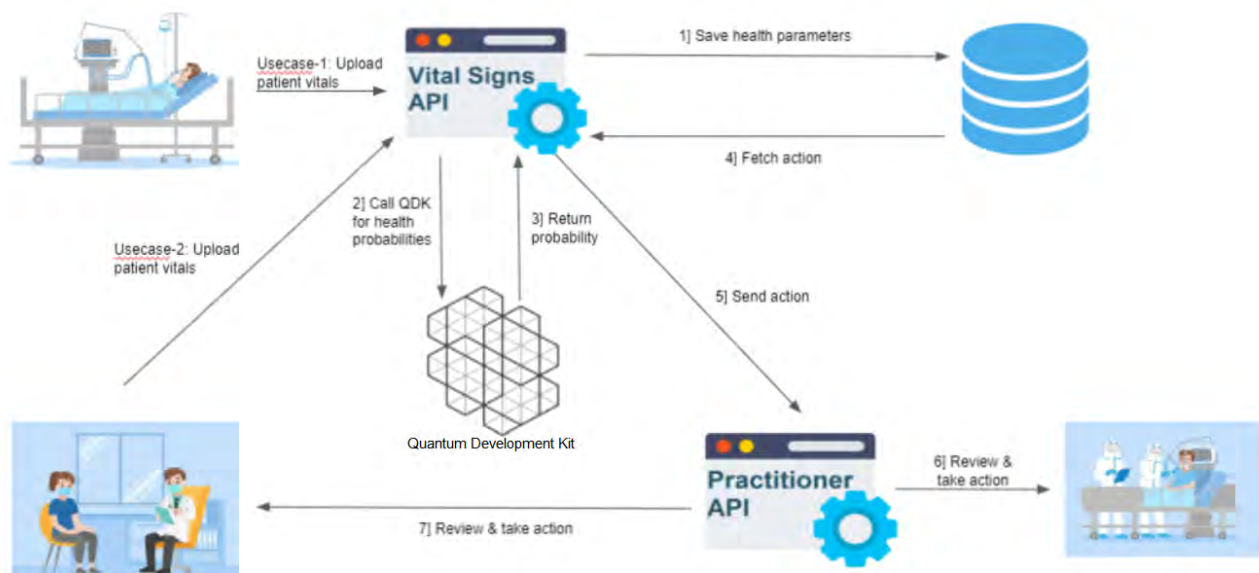 1] Save health parameters
Usecase-1: Upload
patient vitals
Vital Signs
API
4] Fetch action
2] Call QDK
for health
probabilities
3] Return
probability
Usecase-2: Upload
patient vitals
5] Send action
Quantum Development Kit
Practitioner
API
6] Review &
take action
7] Review & take action